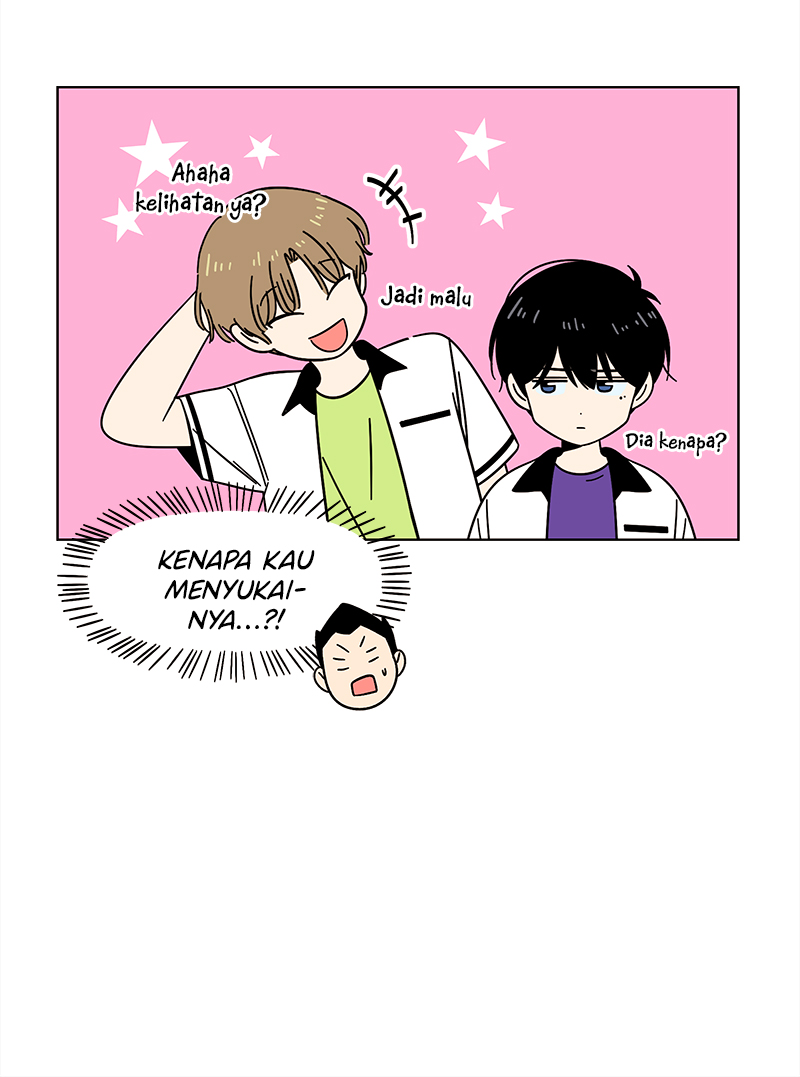 Ahaha
kelihatan ya?
Jadi malu
Dia kenapa?
KENAPA KAU
MENYUKAI-
NYA...?!